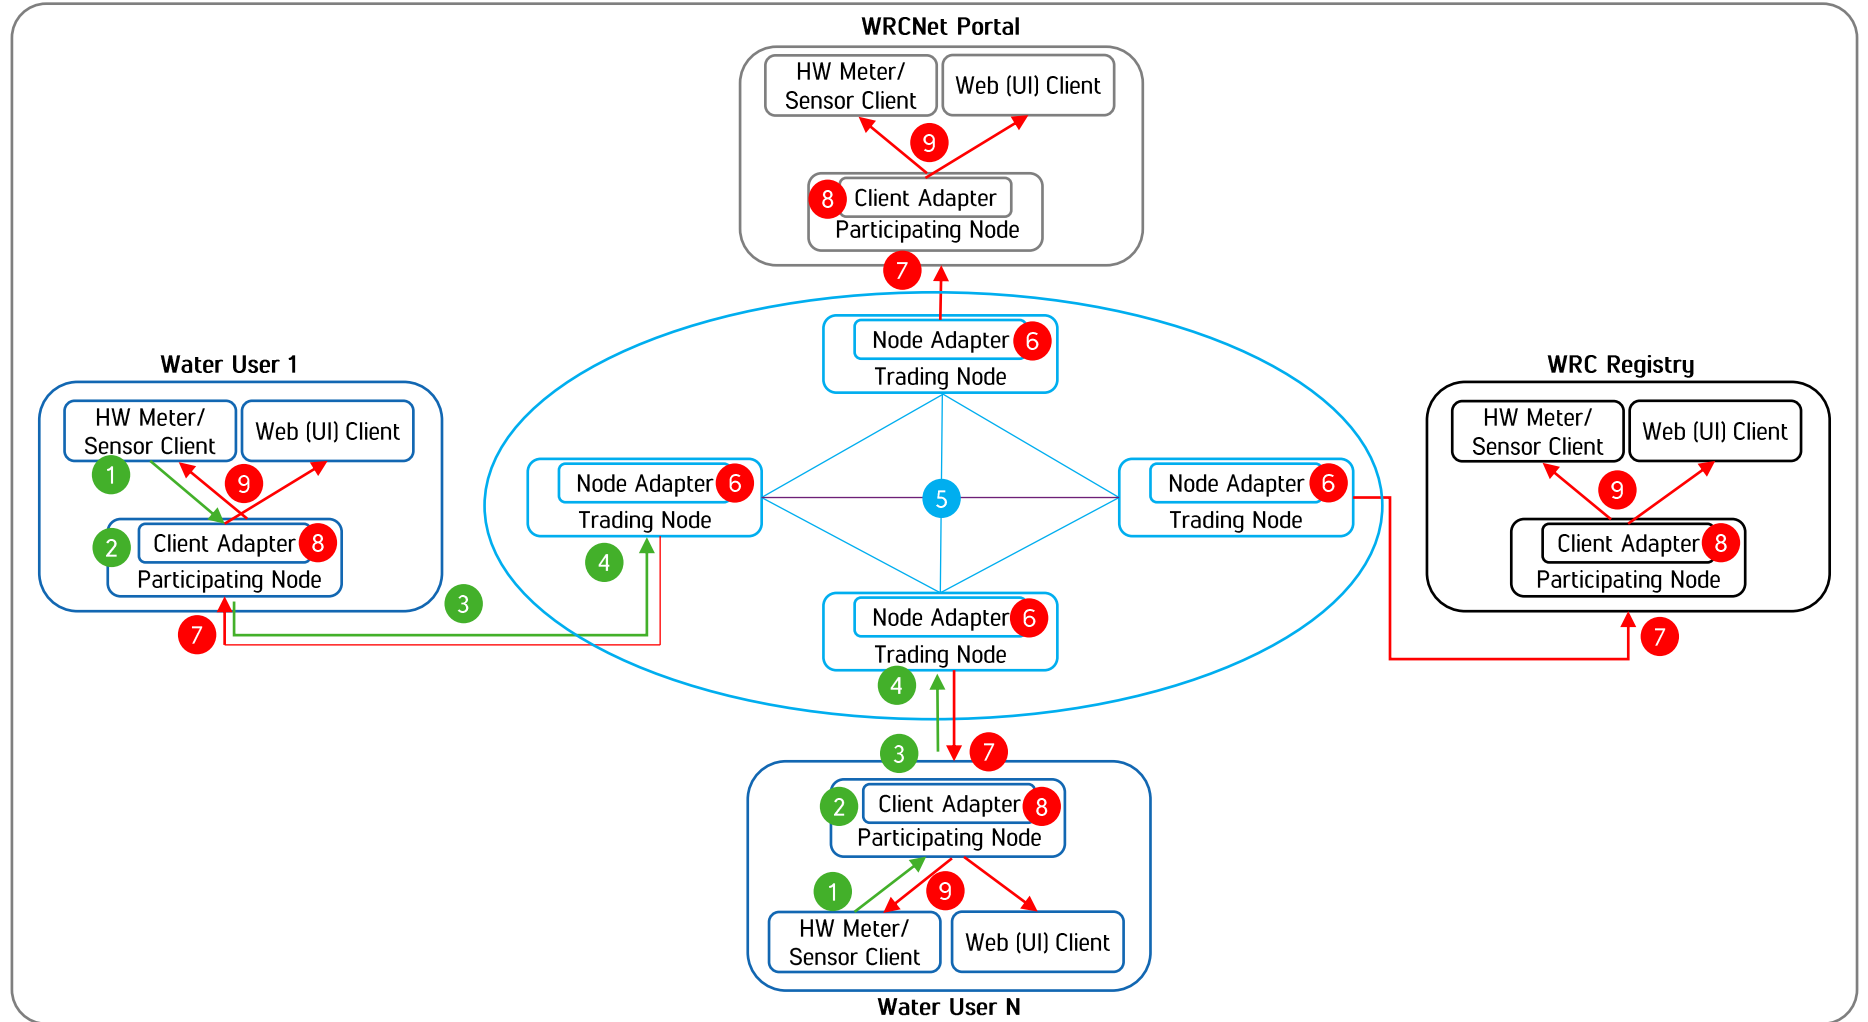 WRCNet Portal
HW Meter/
Sensor Client
Web (UI) Client
9
8
Client Adapter
Participating Node
7
Node Adapter
6
Trading Node
Water User 1
HW Meter/
Sensor Client
Web (UI) Client
1
9
2
Client Adapter
8
Participating Node
3
7
Node Adapter
6
Trading Node
4
5
Node Adapter
6
Trading Node
WRC Registry
HW Meter/
Sensor Client
Web (UI) Client
9
Client Adapter
8
Participating Node
7
Node Adapter
6
Trading Node
4
3
7
2
Client Adapter
8
Participating Node
1
9
HW Meter/
Sensor Client
Web (UI) Client
Water User N